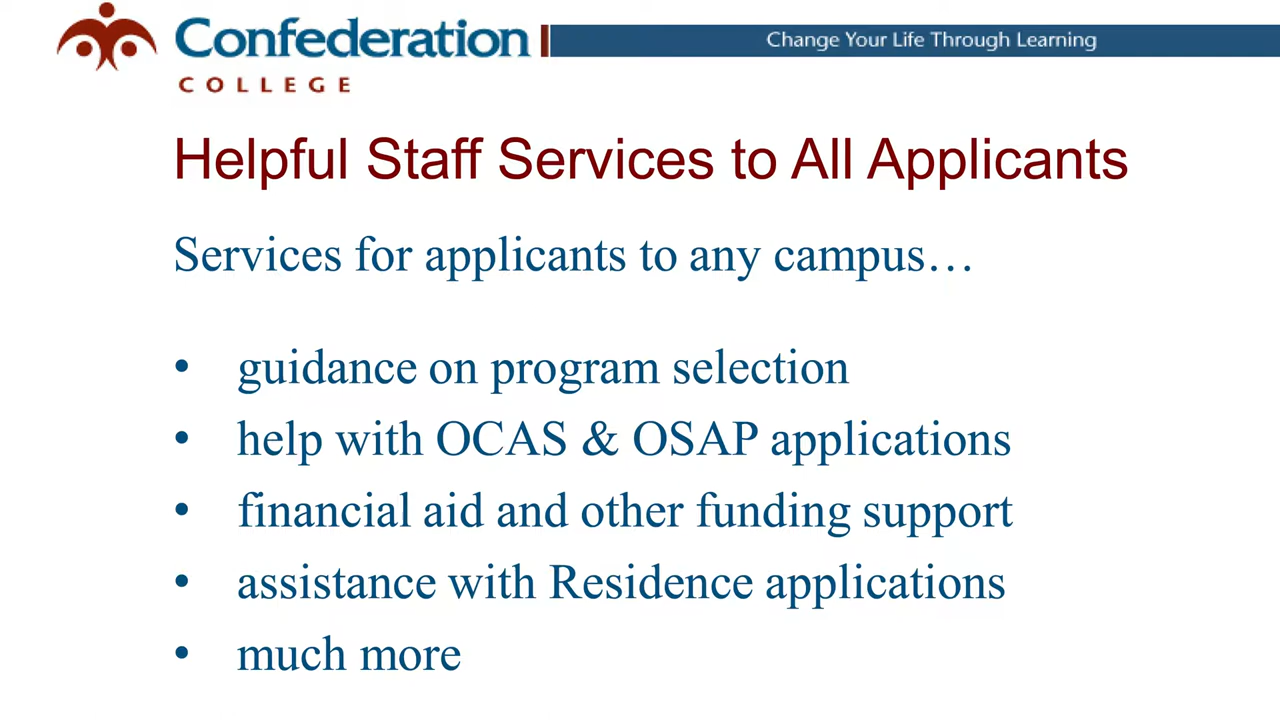 Confederation
COLLEGE
Change Your Life Through Learning
Helpful Staff Services to All Applicants
Services for applicants to any campus…
• guidance on program selection
• help with OCAS & OSAP applications
• financial aid and other funding support
• assistance with Residence applications
• much more